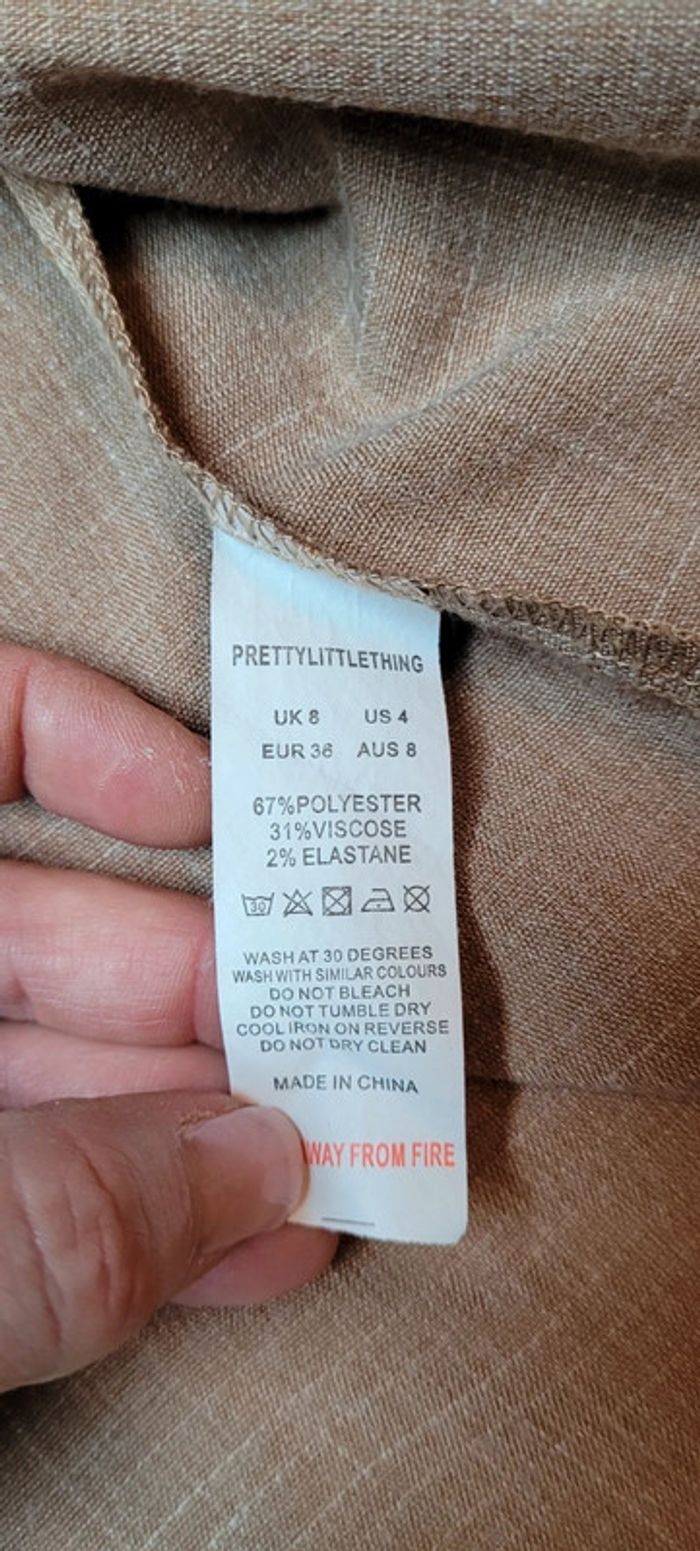 PRETTYLITTLETHING
UK 8 US 4
EUR 36 AUS 8
67%POLYESTER
31%VISCOSE
2% ELASTANE
30
WASH AT 30 DEGREES
WASH WITH SIMILAR COLOURS
DO NOT BLEACH
DO NOT TUMBLE DRY
COOL IRON ON REVERSE
DO NOT DRY CLEAN
MADE IN CHINA
WAY FROM FIRE